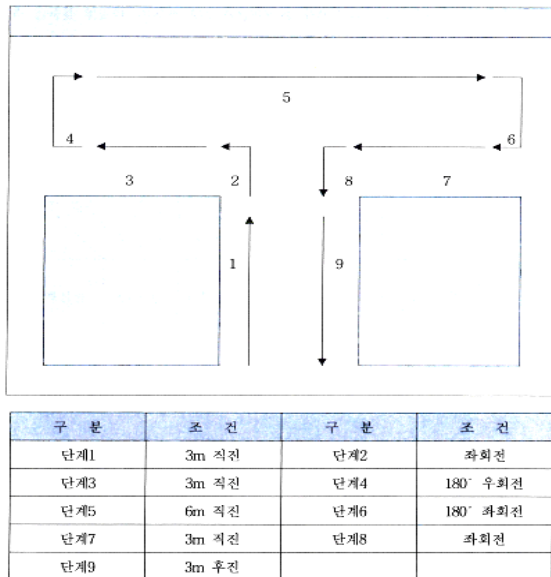 5
4
6
3
2
8
7
1
9
구 분 조 건 구 분 조 건
단계1 3m 직진 단계2 좌회전
단계3 3m 직진 단계4 180° 우회전
단계5 6m 직진 단계6 180° 좌회전
단계7 3m 직진 단계8 좌회전
단계9 3m 후진